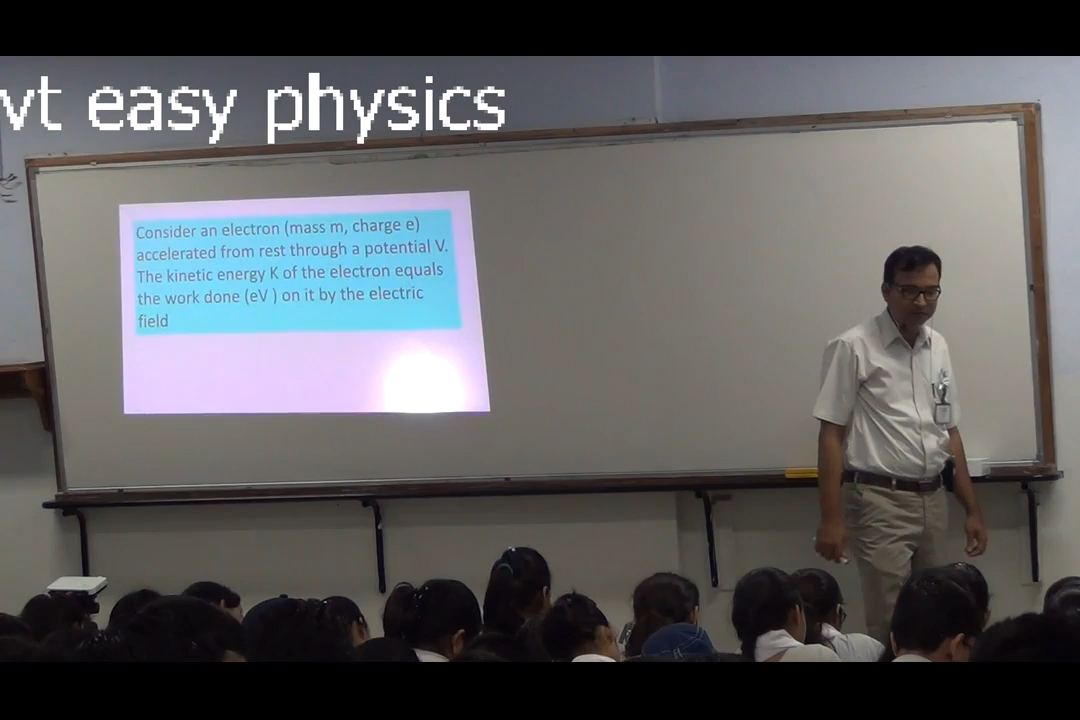 vt easy physics
Consider an electron (mass m, charge e)
accelerated from rest through a potential V.
The kinetic energy K of the electron equals
the work done (eV ) on it by the electric
field